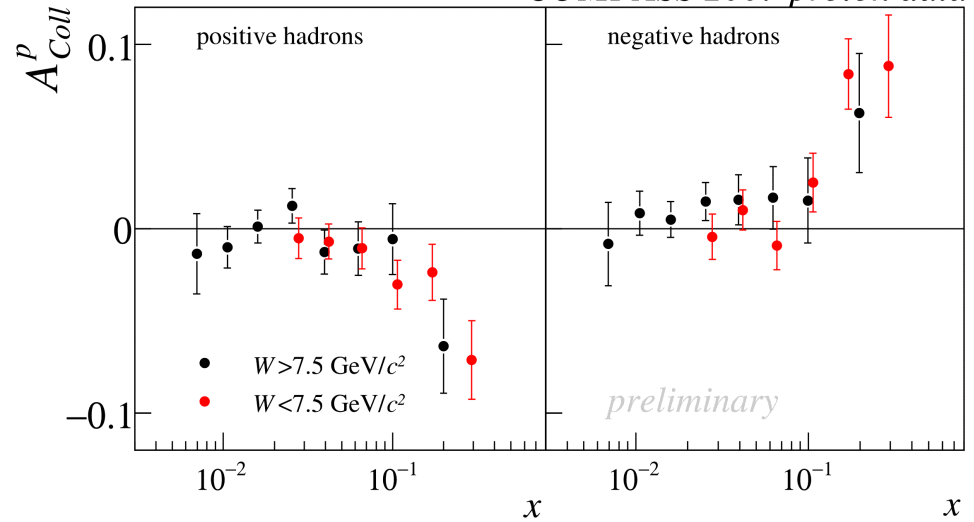 A^p_Coll
positive hadrons
negative hadrons
0.1
0
−0.1
W>7.5 GeV/c²
W<7.5 GeV/c²
preliminary
10⁻²
10⁻¹
10⁻²
10⁻¹
x
x